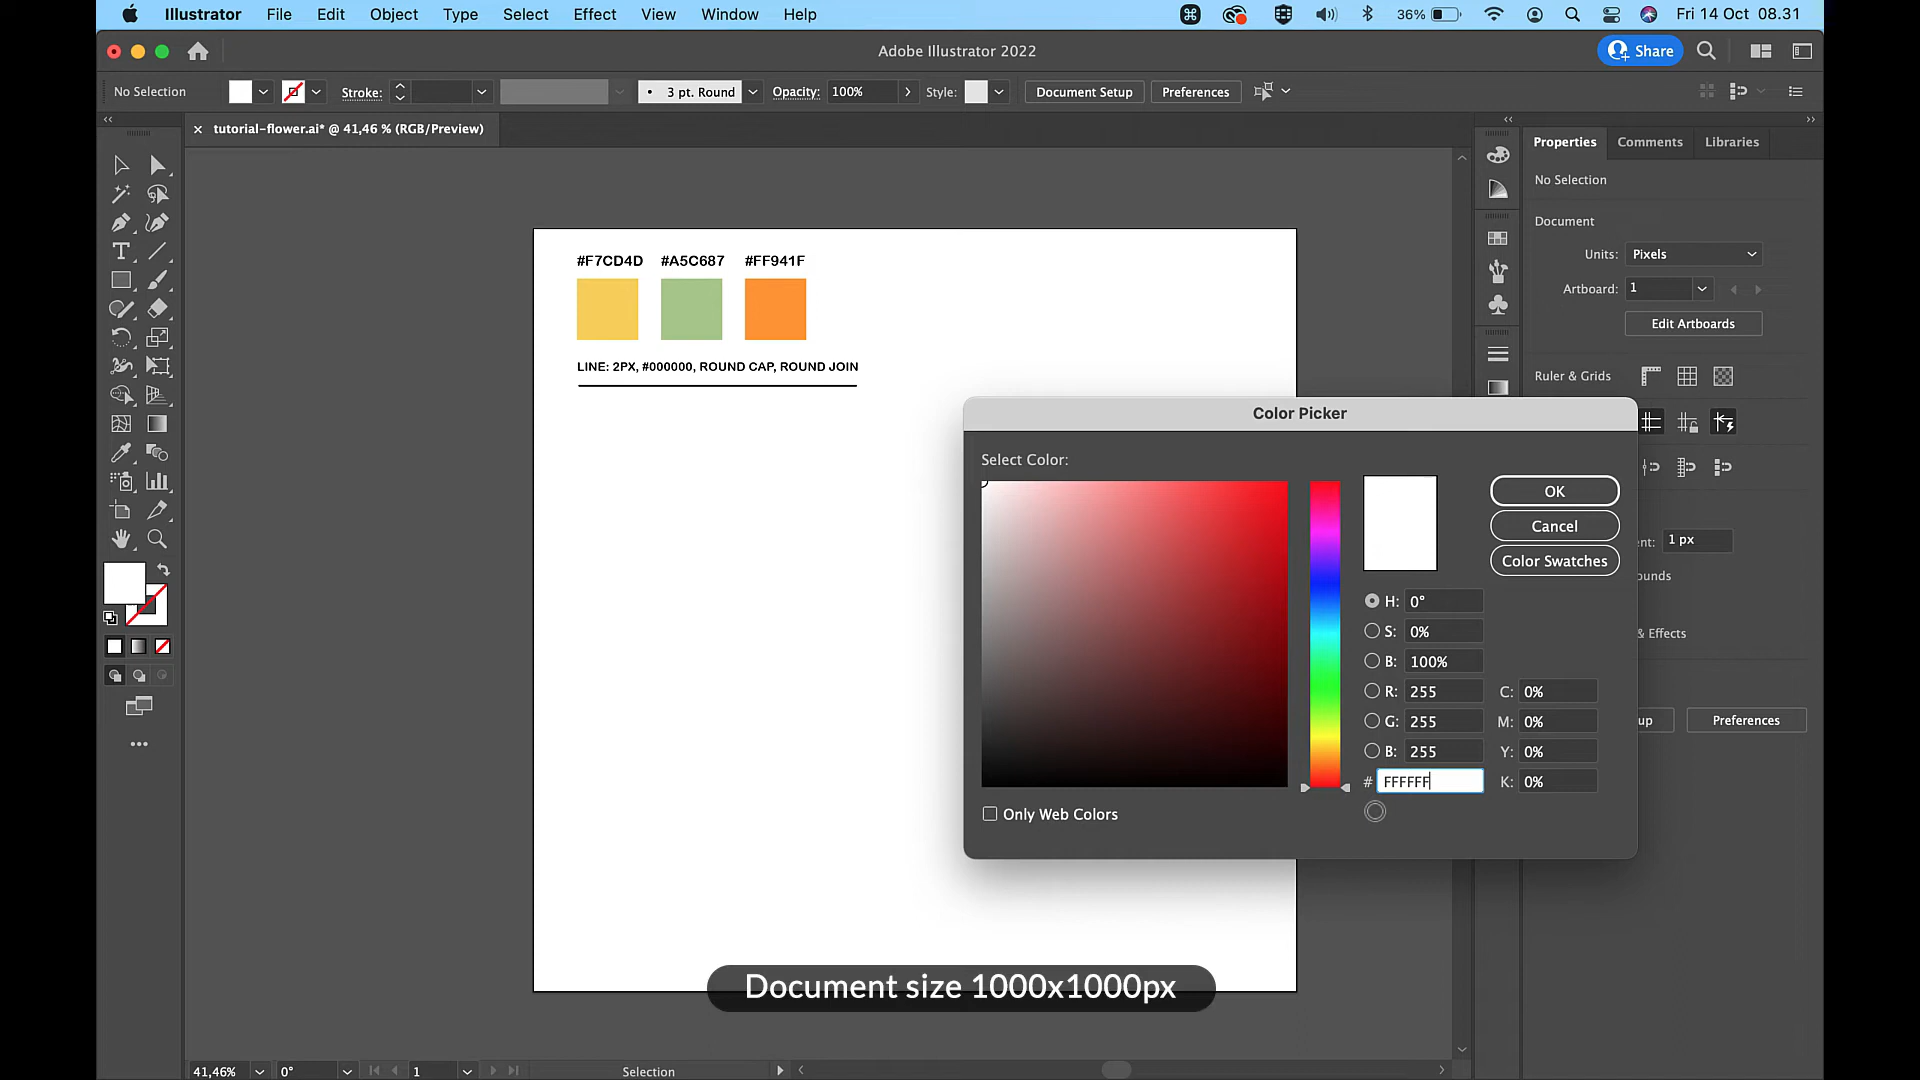 Illustrator File Edit Object Type Select Effect View Window Help 36% Fri 14 Oct 08.31
Adobe Illustrator 2022
Share
No Selection Stroke: 3 pt. Round Opacity: 100% Style: Document Setup Preferences
tutorial-flower.ai* @ 41,46 % (RGB/Preview)
Properties Comments Libraries
No Selection
Document
Units: Pixels
Artboard: 1
Edit Artboards
Ruler & Grids
#F7CD4D #A5C687 #FF941F
LINE: 2PX, #000000, ROUND CAP, ROUND JOIN
Color Picker
Select Color:
OK
Cancel
Color Swatches
H: 0°
S: 0%
B: 100%
R: 255 C: 0%
G: 255 M: 0%
B: 255 Y: 0%
# FFFFFF K: 0%
Only Web Colors
ent: 1 px
ounds
& Effects
up Preferences
Document size 1000x1000px
41,46% 0° 1 Selection